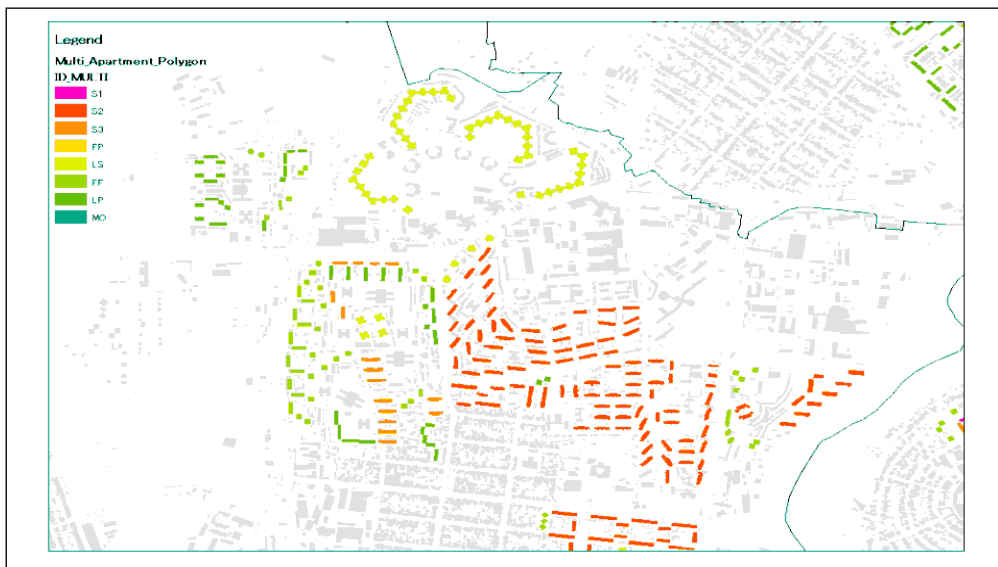 Legend
Multi_Apartment_Polygon
ID_MULTI
S1
S2
S3
FP
LS
FF
LP
MO